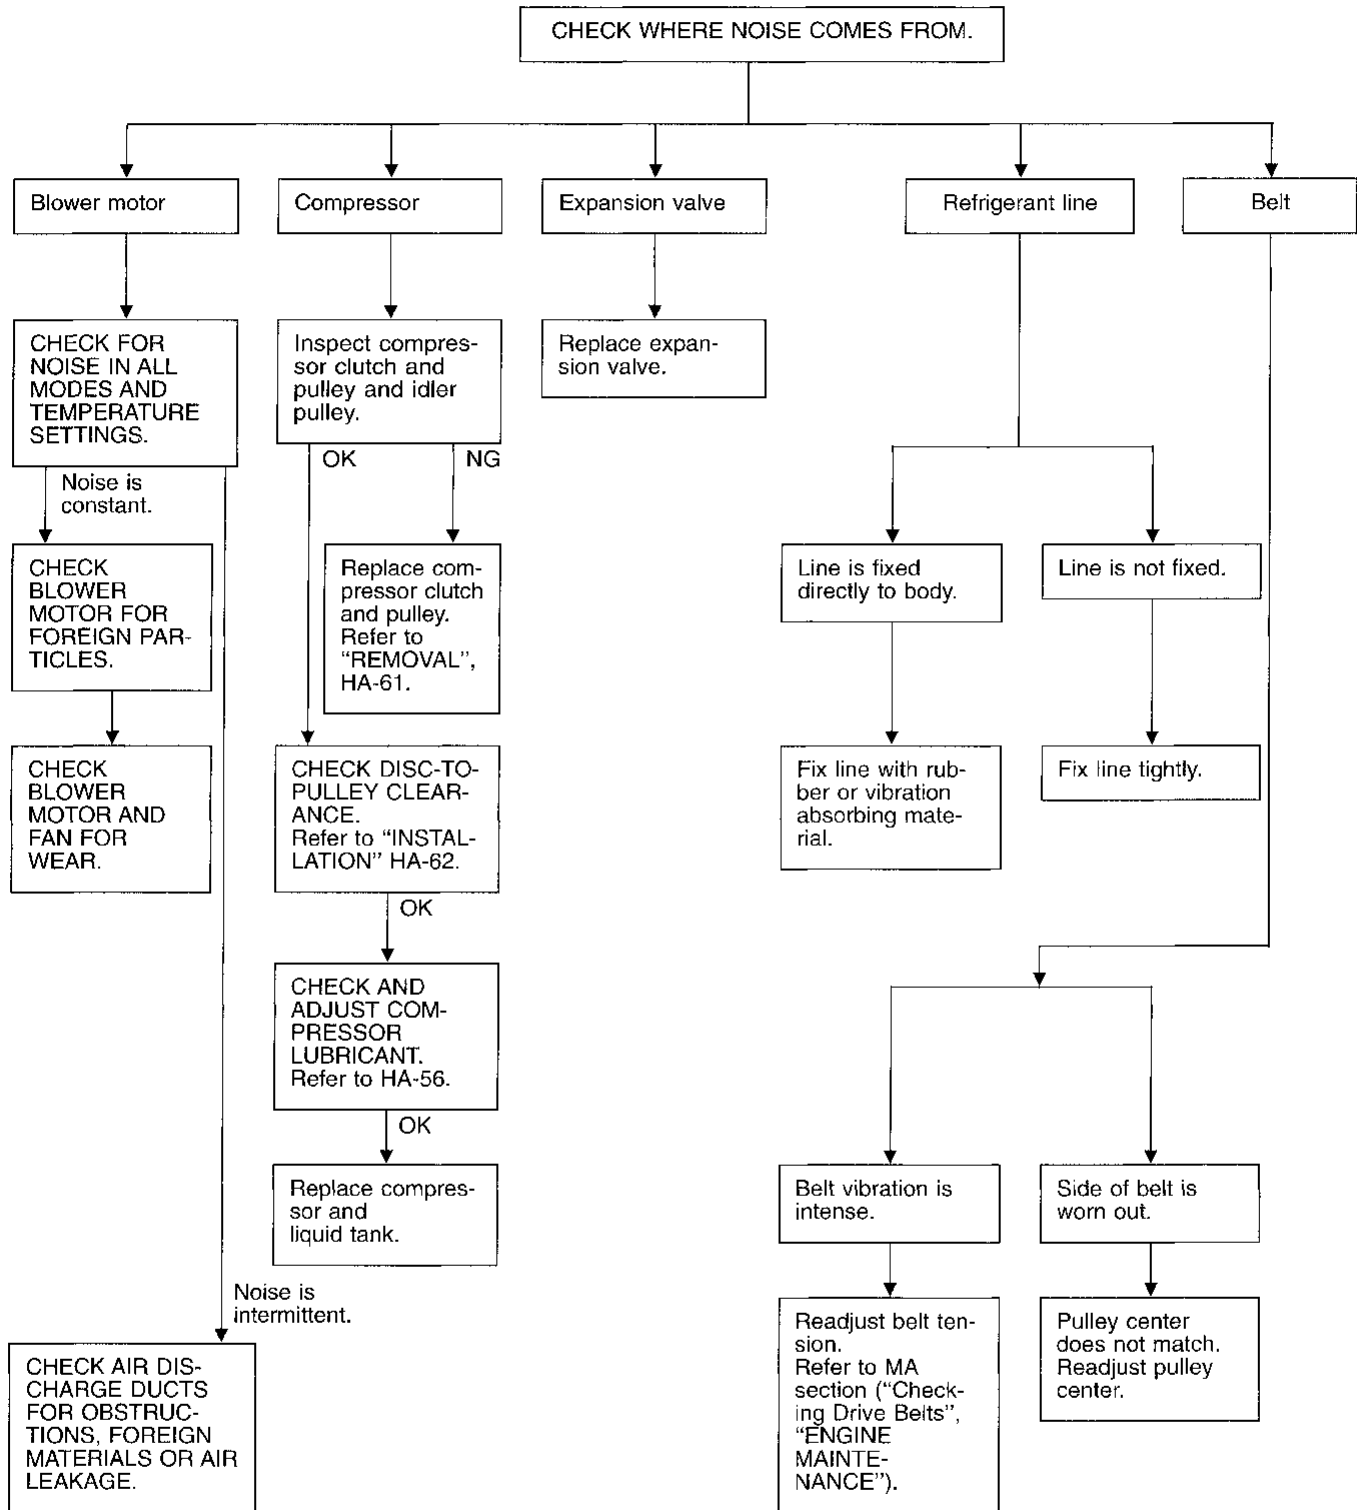 CHECK WHERE NOISE COMES FROM.
Blower motor
Compressor
Expansion valve
Refrigerant line
Belt
CHECK FOR
NOISE IN ALL
MODES AND
TEMPERATURE
SETTINGS.
Inspect compres-
sor clutch and
pulley and idler
pulley.
Replace expan-
sion valve.
OK
NG
Noise is
constant.
CHECK
BLOWER
MOTOR FOR
FOREIGN PAR-
TICLES.
Replace com-
pressor clutch
and pulley.
Refer to
“REMOVAL”,
HA-61.
Line is fixed
directly to body.
Line is not fixed.
CHECK
BLOWER
MOTOR AND
FAN FOR
WEAR.
CHECK DISC-TO-
PULLEY CLEAR-
ANCE.
Refer to “INSTAL-
LATION” HA-62.
Fix line with rub-
ber or vibration
absorbing mate-
rial.
Fix line tightly.
OK
CHECK AND
ADJUST COM-
PRESSOR
LUBRICANT.
Refer to HA-56.
OK
Replace compres-
sor and
liquid tank.
Belt vibration is
intense.
Side of belt is
worn out.
Noise is
intermittent.
CHECK AIR DIS-
CHARGE DUCTS
FOR OBSTRUC-
TIONS, FOREIGN
MATERIALS OR AIR
LEAKAGE.
Readjust belt ten-
sion.
Refer to MA
section (“Check-
ing Drive Belts”,
“ENGINE
MAINTE-
NANCE”).
Pulley center
does not match.
Readjust pulley
center.